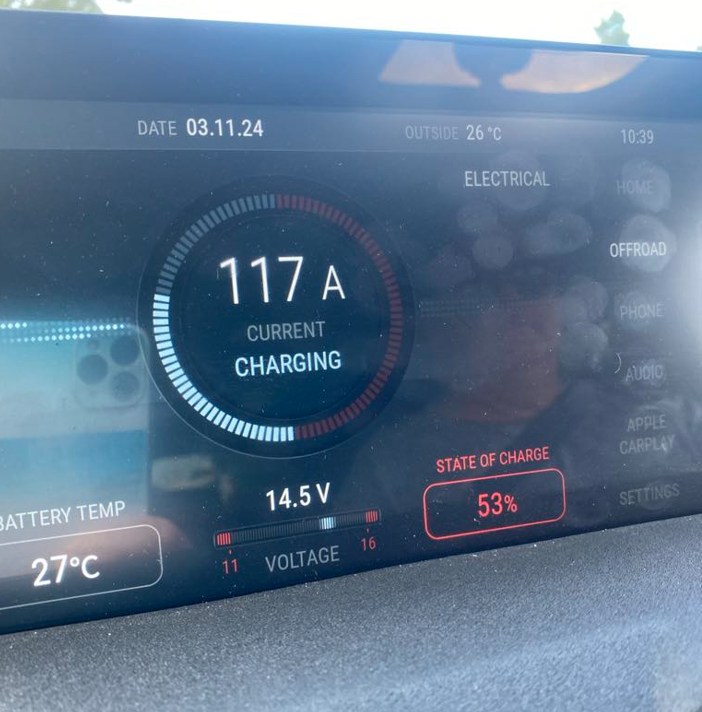 DATE 03.11.24
OUTSIDE 26°C
10:39
ELECTRICAL
HOME
OFFROAD
PHONE
AUDIO
APPLE
CARPLAY
SETTINGS
117 A
CURRENT
CHARGING
14.5 V
11
16
VOLTAGE
STATE OF CHARGE
53%
BATTERY TEMP
27°C